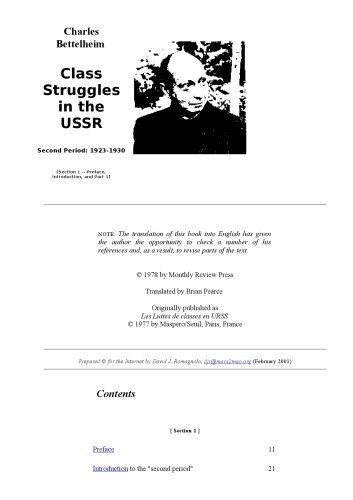 Charles
Bettelheim
Class
Struggles
in the
USSR
Second Period: 1923-1930
[Section 1 -- Preface,
Introduction, and Part 1]
NOTE: The translation of this book into English has given
the author the opportunity to check a number of his
references and, as a result, to revise parts of the text.
© 1978 by Monthly Review Press
Translated by Brian Pearce
Originally published as
Les Luttes de classes en URSS
© 1977 by Maspero/Seuil, Paris, France
Prepared © for the Internet by David J. Romagnolo, djr@marx2mao.org (February 2001)
Contents
[ Section 1 ]
Preface 11
Introduction to the "second period" 21